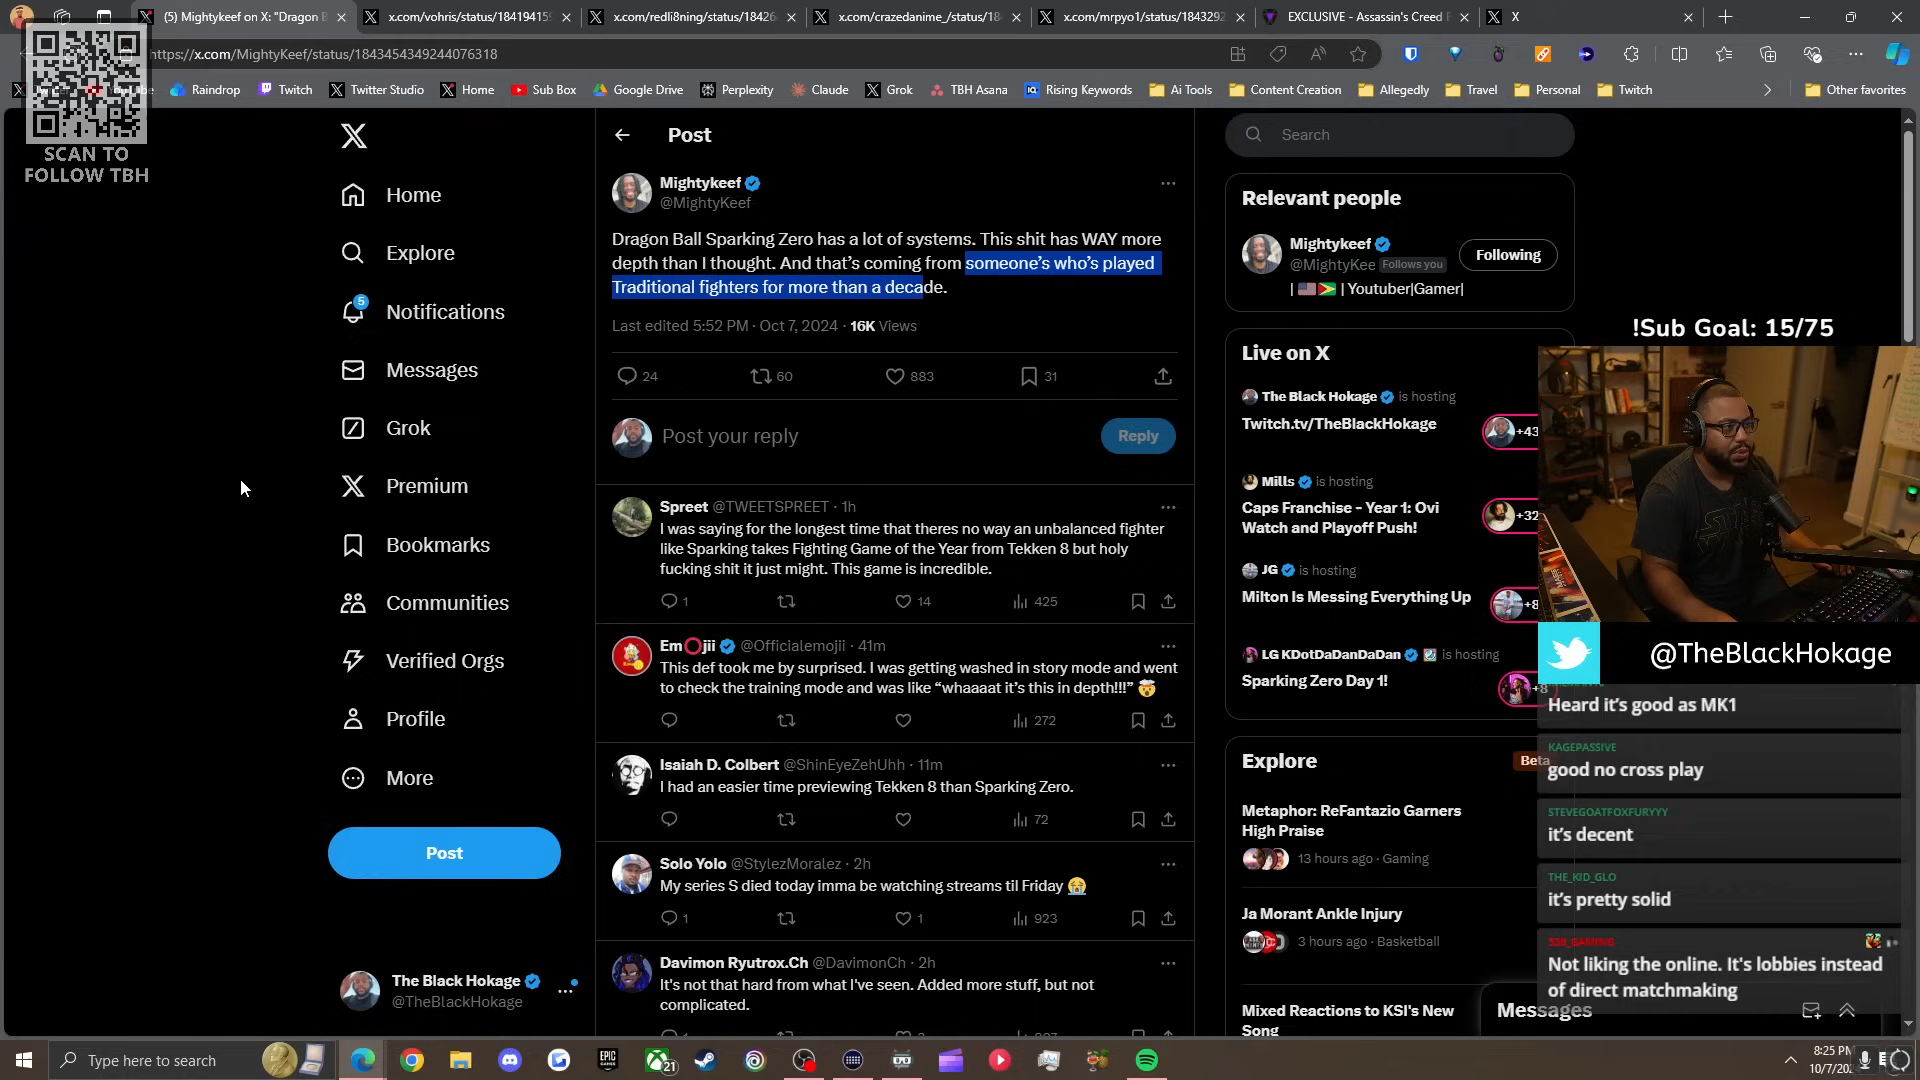 (5) Mightykeef on X: "Dragon B
x.com/vohris/status/184194159
x.com/redli8ning/status/18426
x.com/crazedanime_/status/18
x.com/mrpyo1/status/1843292
EXCLUSIVE - Assassin's Creed
X
https://x.com/MightyKeef/status/1843454349244076318
Raindrop
Twitch
Twitter Studio
Home
Sub Box
Google Drive
Perplexity
Claude
Grok
TBH Asana
Rising Keywords
Ai Tools
Content Creation
Allegedly
Travel
Personal
Twitch
Other favorites
SCAN TO
FOLLOW TBH
Home
Explore
5
Notifications
Messages
Grok
Premium
Bookmarks
Communities
Verified Orgs
Profile
More
Post
The Black Hokage
@TheBlackHokage
Post
Mightykeef
@MightyKeef
Dragon Ball Sparking Zero has a lot of systems. This shit has WAY more
depth than I thought. And that's coming from someone's who's played
Traditional fighters for more than a decade.
Last edited 5:52 PM · Oct 7, 2024 · 16K Views
24
60
883
31
Post your reply
Reply
Spreet @TWEETSPREET · 1h
I was saying for the longest time that theres no way an unbalanced fighter
like Sparking takes Fighting Game of the Year from Tekken 8 but holy
fucking shit it just might. This game is incredible.
1
14
425
Em⭕jii @Officialemojii · 41m
This def took me by surprised. I was getting washed in story mode and went
to check the training mode and was like "whaaaat it's this in depth!!!" 🤯
272
Isaiah D. Colbert @ShinEyeZehUhh · 11m
I had an easier time previewing Tekken 8 than Sparking Zero.
72
Solo Yolo @StylezMoralez · 2h
My series S died today imma be watching streams til Friday 😭
1
1
923
Davimon Ryutrox.Ch @DavimonCh · 2h
It's not that hard from what I've seen. Added more stuff, but not
complicated.
Search
Relevant people
Mightykeef
@MightyKee Follows you
Following
| 🇺🇸🇬🇾 | Youtuber|Gamer|
Live on X
The Black Hokage is hosting
Twitch.tv/TheBlackHokage
+43
Mills is hosting
Caps Franchise - Year 1: Ovi
Watch and Playoff Push!
+32
JG is hosting
Milton Is Messing Everything Up
+8
LG KDotDaDanDaDan is hosting
Sparking Zero Day 1!
+8
Explore
Beta
Metaphor: ReFantazio Garners
High Praise
13 hours ago · Gaming
Ja Morant Ankle Injury
3 hours ago · Basketball
Mixed Reactions to KSI's New
Song
Messages
!Sub Goal: 15/75
@TheBlackHokage
Heard it's good as MK1
KAGEPASSIVE
good no cross play
STEVEGOATFOXFURYYY
it's decent
THE_KID_GLO
it's pretty solid
Not liking the online. It's lobbies instead
of direct matchmaking
Type here to search
EPIC
GAMES
21
8:25 PM
10/7/202